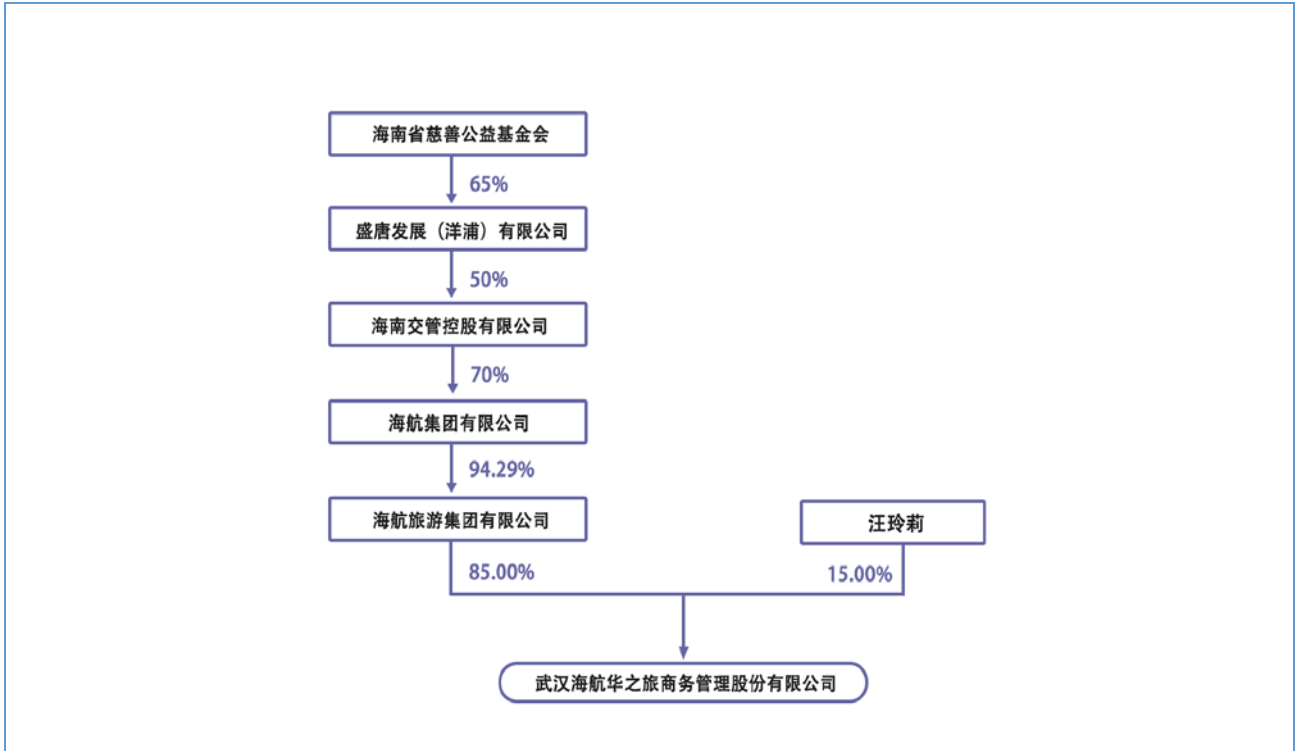 海南省慈善公益基金会
65%
盛唐发展（洋浦）有限公司
50%
海南交管控股有限公司
70%
海航集团有限公司
94.29%
海航旅游集团有限公司
汪玲莉
85.00%
15.00%
武汉海航华之旅商务管理股份有限公司